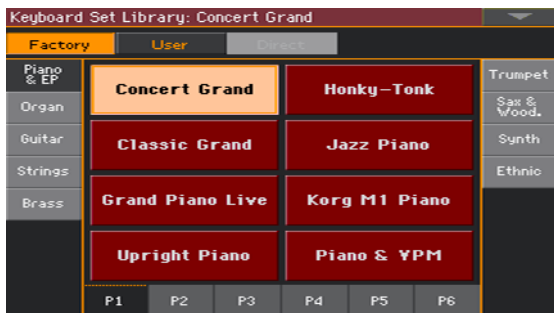 Keyboard Set Library: Concert Grand
Factory User Direct
Piano
& EP
Organ
Guitar
Strings
Brass
Concert Grand Honky-Tonk
Classic Grand Jazz Piano
Grand Piano Live Korg M1 Piano
Upright Piano Piano & YPM
Trumpet
Sax &
Wood.
Synth
Ethnic
P1 P2 P3 P4 P5 P6